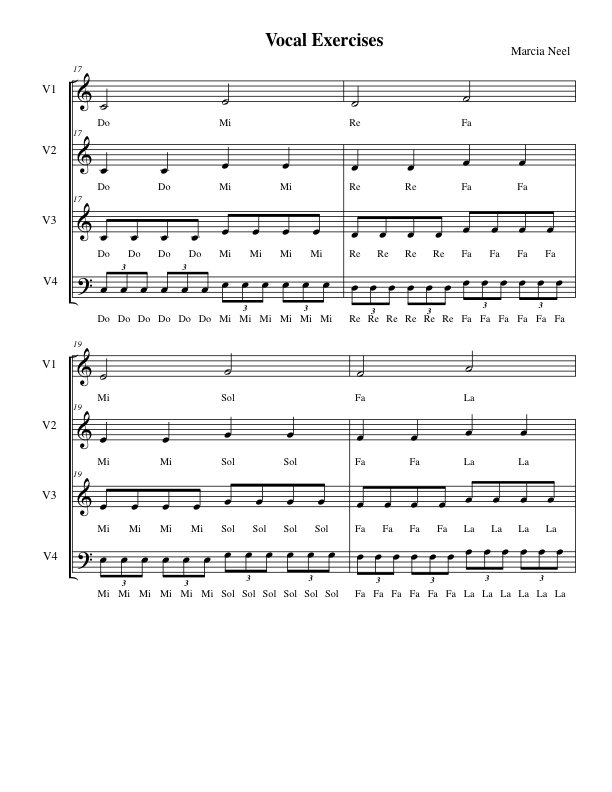 Vocal Exercises
Marcia Neel
17
V1
Do Mi Re Fa
17
V2
Do Do Mi Mi Re Re Fa Fa
17
V3
Do Do Do Do Mi Mi Mi Mi Re Re Re Re Fa Fa Fa Fa
3 3
V4
3 3 3 3 3 3
Do Do Do Do Do Do Mi Mi Mi Mi Mi Mi Re Re Re Re Re Re Fa Fa Fa Fa Fa Fa
19
V1
Mi Sol Fa La
19
V2
Mi Mi Sol Sol Fa Fa La La
19
V3
Mi Mi Mi Mi Sol Sol Sol Sol Fa Fa Fa Fa La La La La
V4
3 3 3 3 3 3 3 3
Mi Mi Mi Mi Mi Mi Sol Sol Sol Sol Sol Sol Fa Fa Fa Fa Fa Fa La La La La La La